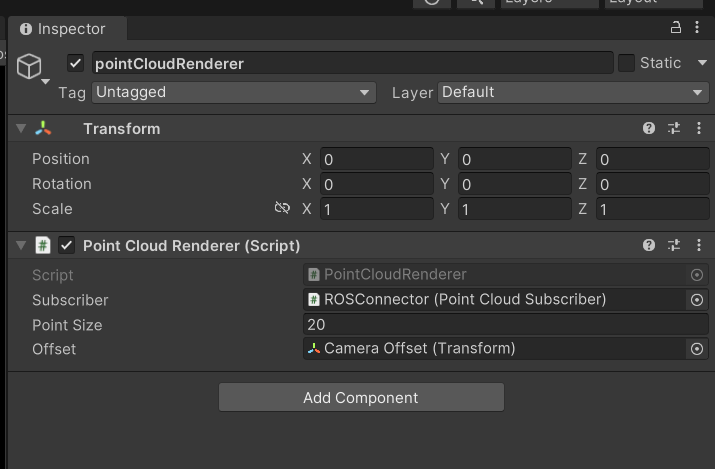 Layers
Layout
Inspector
pointCloudRenderer
Static
Tag Untagged Layer Default
Transform
Position X 0 Y 0 Z 0
Rotation X 0 Y 0 Z 0
Scale X 1 Y 1 Z 1
# Point Cloud Renderer (Script)
Script # PointCloudRenderer
Subscriber # ROSConnector (Point Cloud Subscriber)
Point Size 20
Offset Camera Offset (Transform)
Add Component